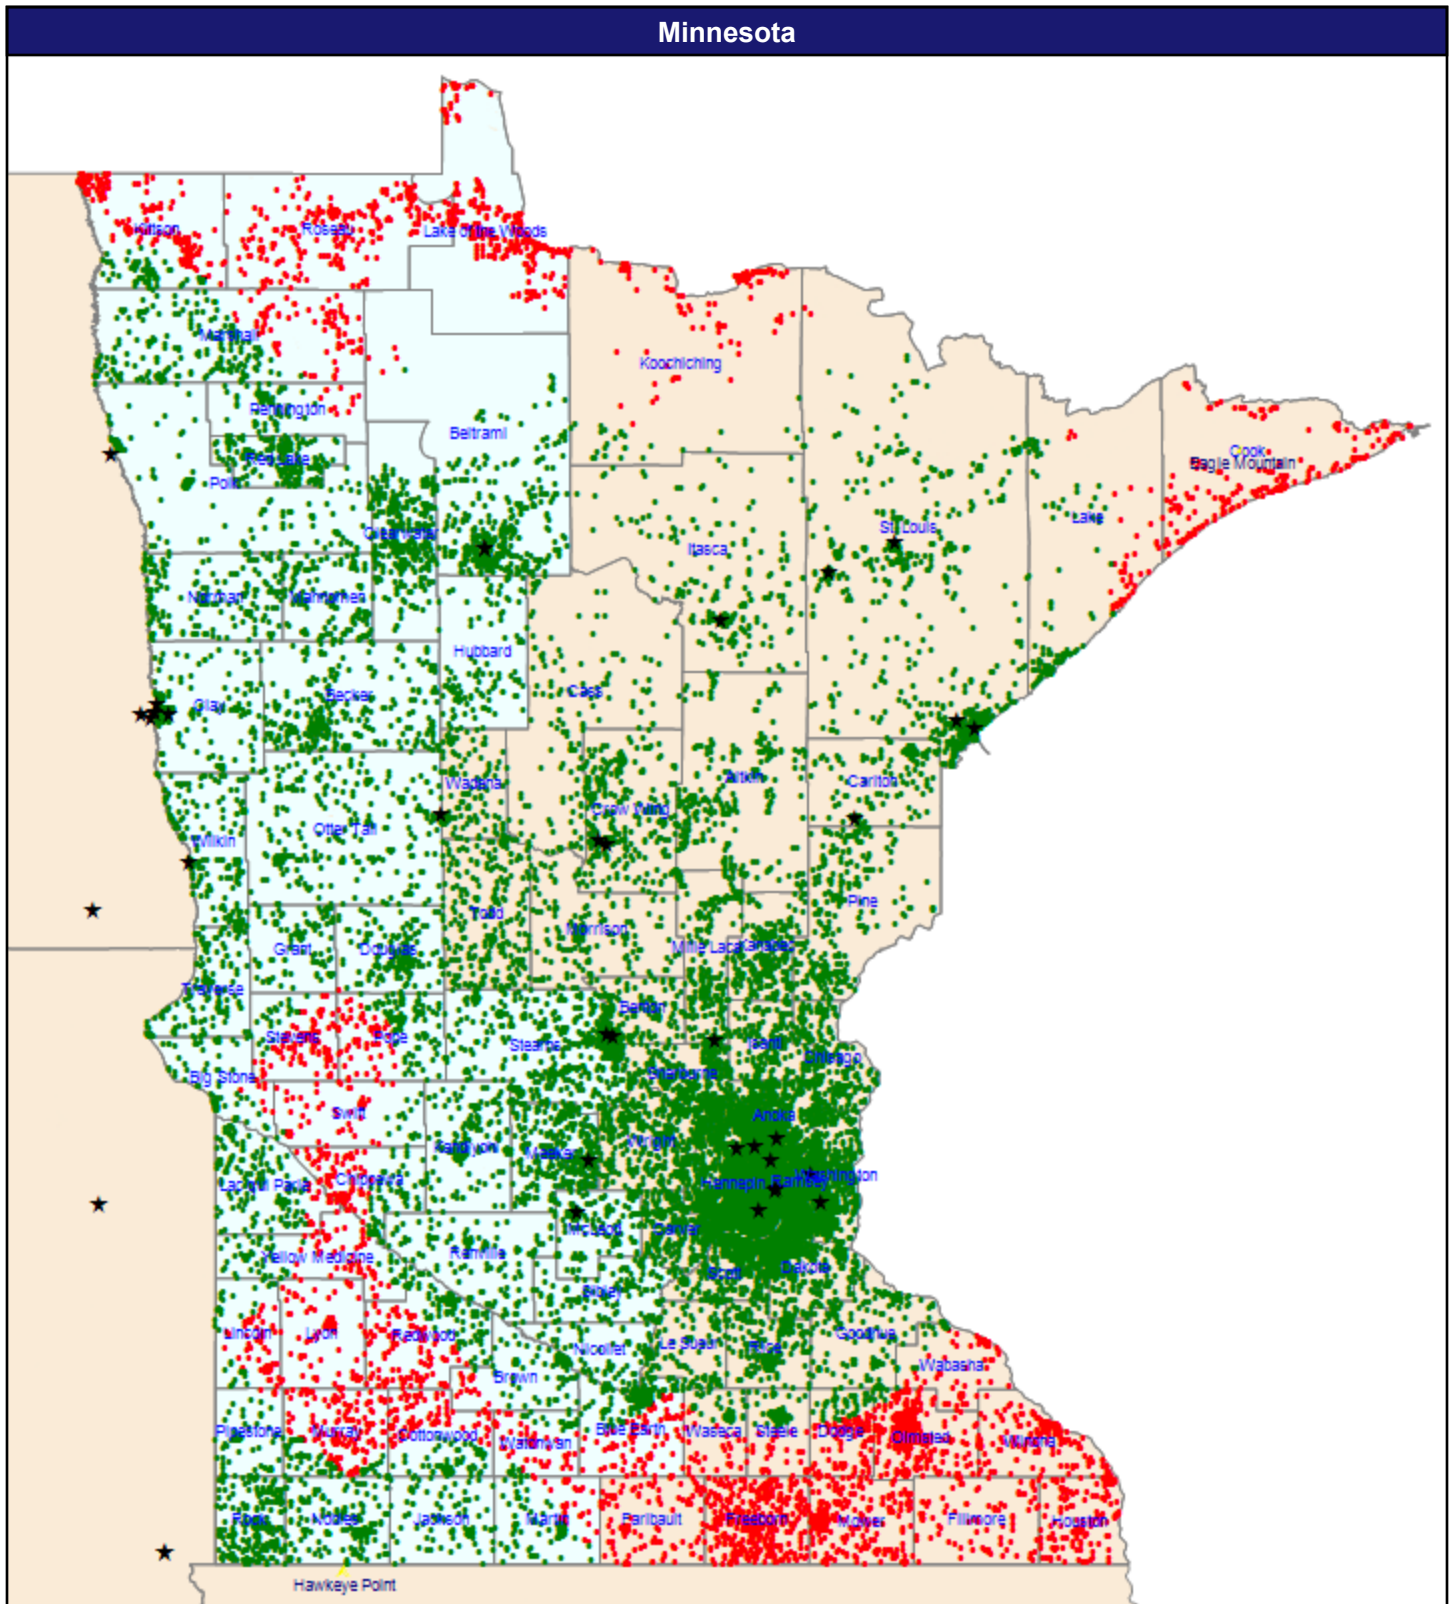 Minnesota
Kittson
Roseau
Lake of the Woods
Marshall
Koochiching
Pennington
Beltrami
Cook
Eagle Mountain
Red Lake
Polk
Lake
Clearwater
St. Louis
Itasca
Norman
Mahnomen
Hubbard
Cass
Becker
Clay
Aitkin
Carlton
Wadena
Crow Wing
Otter Tail
Wilkin
Pine
Todd
Morrison
Grant
Douglas
Mille Lacs
Kanabec
Traverse
Benton
Stevens
Pope
Stearns
Isanti
Chisago
Big Stone
Sherburne
Swift
Anoka
Kandiyohi
Meeker
Wright
Lac qui Parle
Chippewa
Hennepin
Ramsey
Washington
McLeod
Carver
Yellow Medicine
Renville
Scott
Dakota
Sibley
Lincoln
Lyon
Redwood
Nicollet
Le Sueur
Rice
Goodhue
Wabasha
Brown
Pipestone
Murray
Cottonwood
Watonwan
Blue Earth
Waseca
Steele
Dodge
Olmsted
Winona
Rock
Nobles
Jackson
Martin
Faribault
Freeborn
Mower
Fillmore
Houston
Hawkeye Point